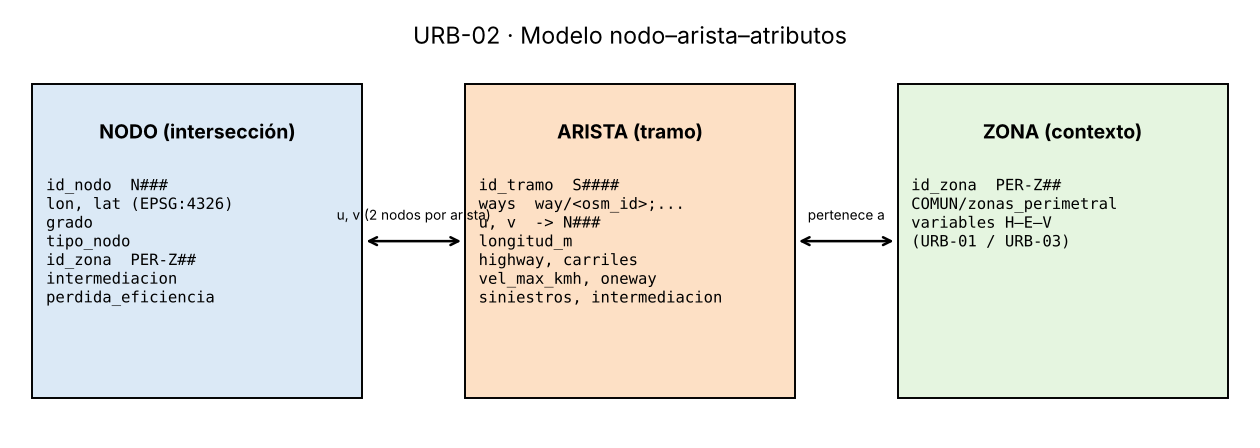 URB-02 · Modelo nodo–arista–atributos
NODO (intersección)
id_nodo  N###
lon, lat (EPSG:4326)
grado
tipo_nodo
id_zona  PER-Z##
intermediacion
perdida_eficiencia
u, v (2 nodos por arista)
ARISTA (tramo)
id_tramo  S####
ways  way/<osm_id>;...
u, v  -> N###
longitud_m
highway, carriles
vel_max_kmh, oneway
siniestros, intermediacion
pertenece a
ZONA (contexto)
id_zona  PER-Z##
COMUN/zonas_perimetral
variables H–E–V
(URB-01 / URB-03)